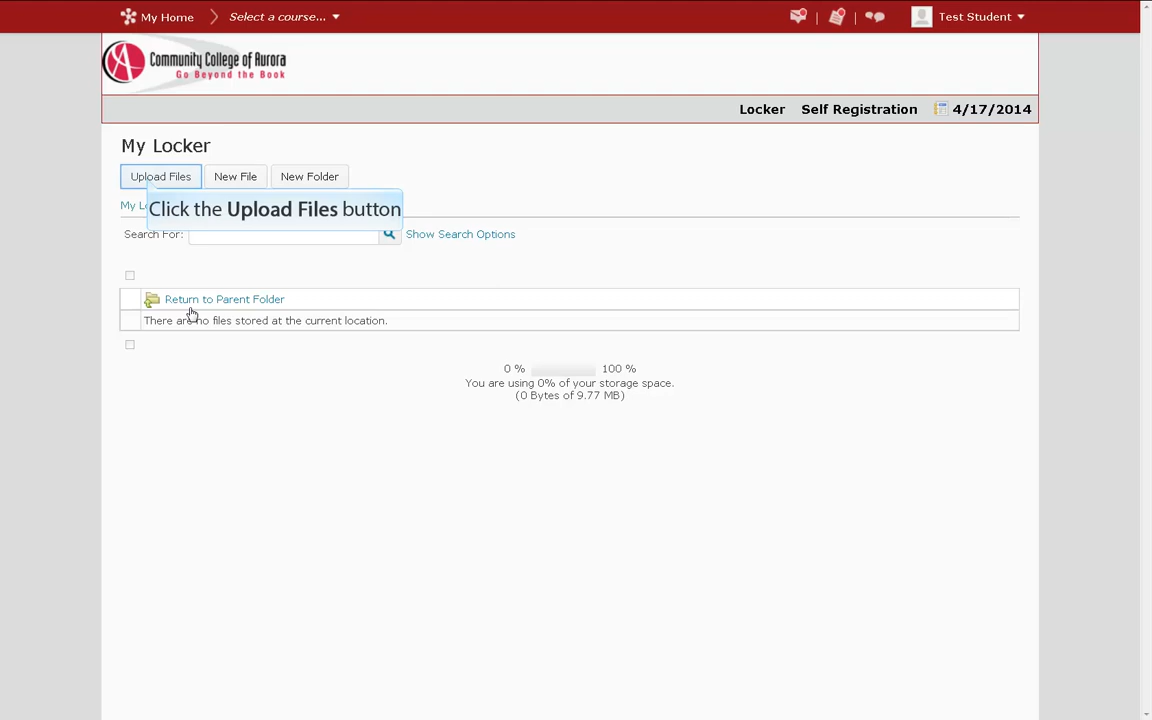 My Home
Select a course...
Test Student
Community College of Aurora
Go Beyond the Book
Locker Self Registration 4/17/2014
My Locker
Upload Files New File New Folder
My Lo
Click the Upload Files button
Search For: Show Search Options
Return to Parent Folder
There are no files stored at the current location.
0 % 100 %
You are using 0% of your storage space.
(0 Bytes of 9.77 MB)